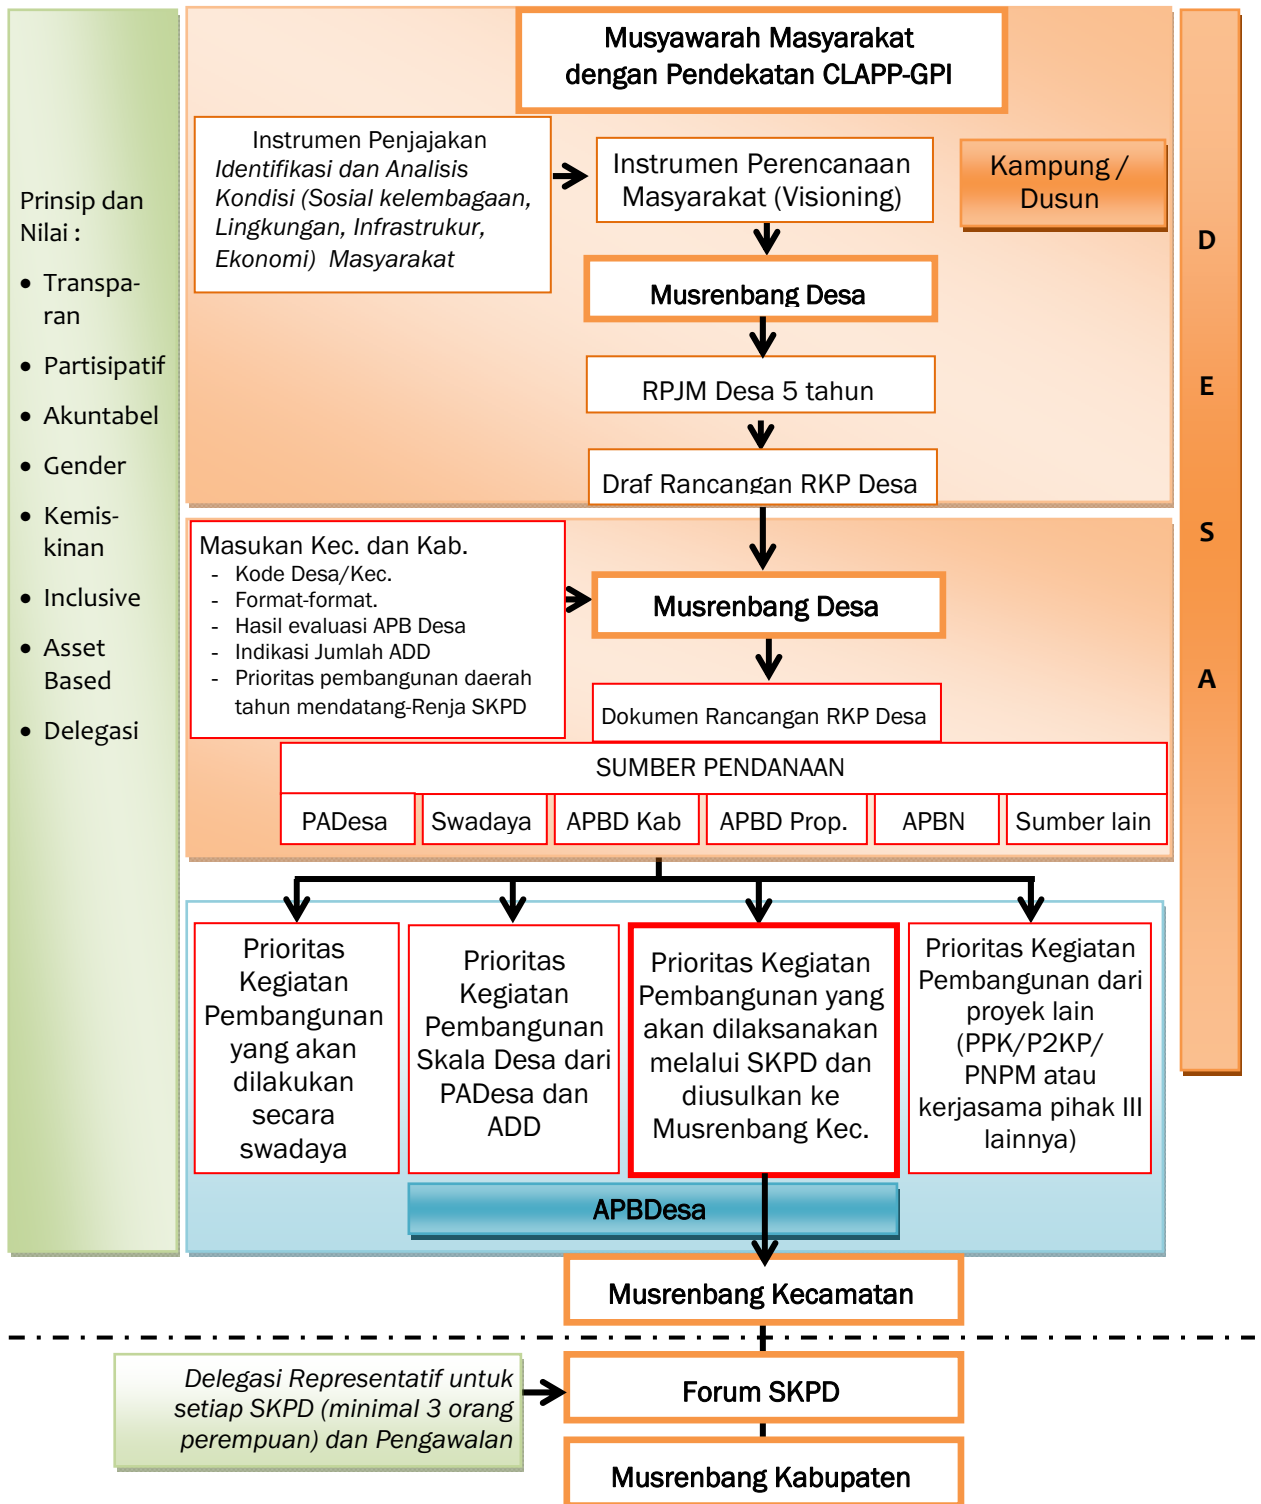 Musyawarah Masyarakat
dengan Pendekatan CLAPP-GPI
Instrumen Penjajakan
Identifikasi dan Analisis
Kondisi (Sosial kelembagaan,
Lingkungan, Infrastrukur,
Ekonomi) Masyarakat
Instrumen Perencanaan
Masyarakat (Visioning)
Kampung /
Dusun
Prinsip dan
Nilai :
• Transpa-
ran
• Partisipatif
• Akuntabel
• Gender
• Kemis-
kinan
• Inclusive
• Asset
Based
• Delegasi
D
E
S
A
Musrenbang Desa
RPJM Desa 5 tahun
Draf Rancangan RKP Desa
Masukan Kec. dan Kab.
- Kode Desa/Kec.
- Format-format.
- Hasil evaluasi APB Desa
- Indikasi Jumlah ADD
- Prioritas pembangunan daerah
tahun mendatang-Renja SKPD
Musrenbang Desa
Dokumen Rancangan RKP Desa
SUMBER PENDANAAN
PADesa
Swadaya
APBD Kab
APBD Prop.
APBN
Sumber lain
Prioritas
Kegiatan
Pembangunan
yang akan
dilakukan
secara
swadaya
Prioritas
Kegiatan
Pembangunan
Skala Desa dari
PADesa dan
ADD
Prioritas Kegiatan
Pembangunan yang
akan dilaksanakan
melalui SKPD dan
diusulkan ke
Musrenbang Kec.
Prioritas Kegiatan
Pembangunan dari
proyek lain
(PPK/P2KP/
PNPM atau
kerjasama pihak III
lainnya)
APBDesa
Musrenbang Kecamatan
Delegasi Representatif untuk
setiap SKPD (minimal 3 orang
perempuan) dan Pengawalan
Forum SKPD
Musrenbang Kabupaten